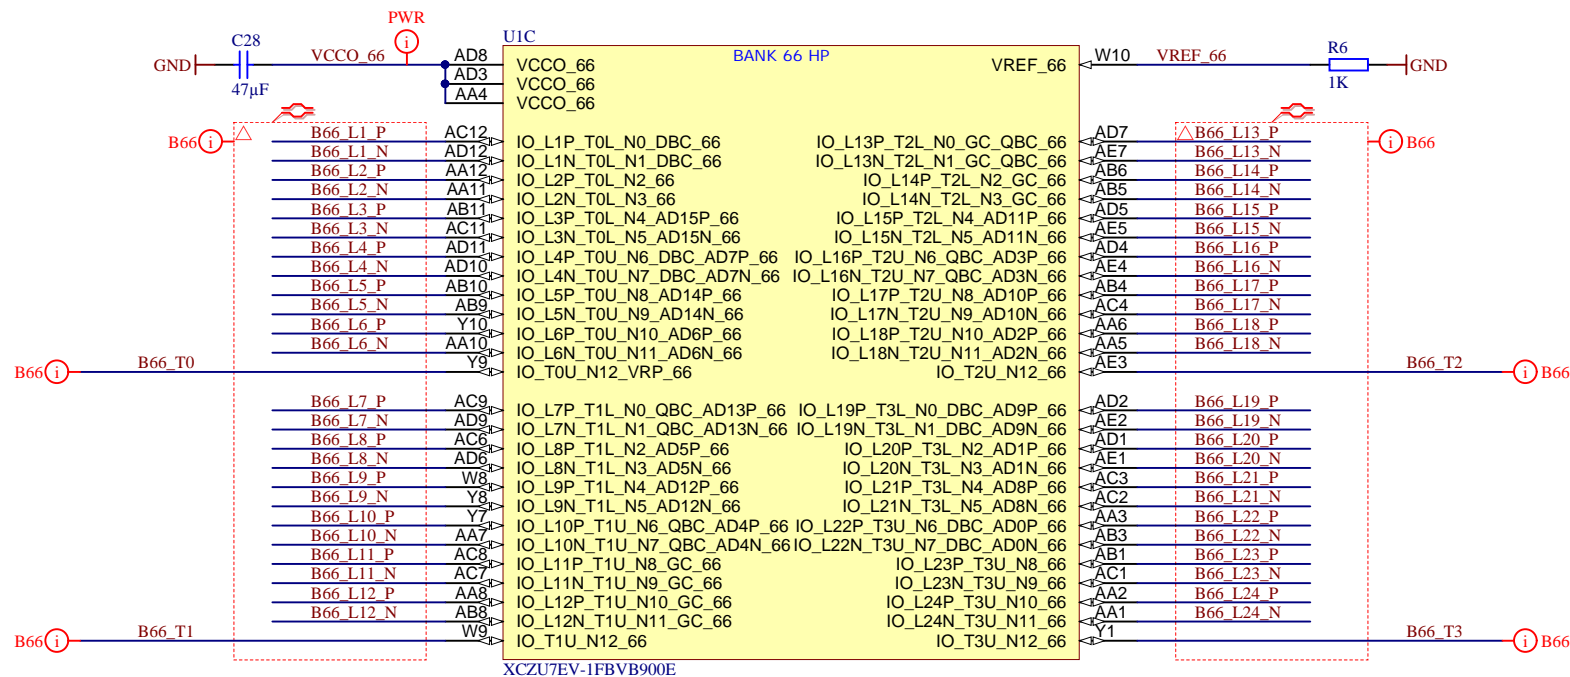 PWR
U1C
C28
VCCO_66
AD8
BANK 66 HP
W10
VREF_66
R6
GND
VCCO_66
VREF_66
GND
47µF
AD3
VCCO_66
1K
AA4
VCCO_66
B66
B66_L1_P AC12 IO_L1P_T0L_N0_DBC_66 IO_L13P_T2L_N0_GC_QBC_66 AD7 B66_L13_P
B66
B66_L1_N AD12 IO_L1N_T0L_N1_DBC_66 IO_L13N_T2L_N1_GC_QBC_66 AE7 B66_L13_N
B66_L2_P AA12 IO_L2P_T0L_N2_66 IO_L14P_T2L_N2_GC_66 AB6 B66_L14_P
B66_L2_N AA11 IO_L2N_T0L_N3_66 IO_L14N_T2L_N3_GC_66 AB5 B66_L14_N
B66_L3_P AB11 IO_L3P_T0L_N4_AD15P_66 IO_L15P_T2L_N4_AD11P_66 AD5 B66_L15_P
B66_L3_N AC11 IO_L3N_T0L_N5_AD15N_66 IO_L15N_T2L_N5_AD11N_66 AE5 B66_L15_N
B66_L4_P AD11 IO_L4P_T0U_N6_DBC_AD7P_66 IO_L16P_T2U_N6_QBC_AD3P_66 AD4 B66_L16_P
B66_L4_N AD10 IO_L4N_T0U_N7_DBC_AD7N_66 IO_L16N_T2U_N7_QBC_AD3N_66 AE4 B66_L16_N
B66_L5_P AB10 IO_L5P_T0U_N8_AD14P_66 IO_L17P_T2U_N8_AD10P_66 AB4 B66_L17_P
B66_L5_N AB9 IO_L5N_T0U_N9_AD14N_66 IO_L17N_T2U_N9_AD10N_66 AC4 B66_L17_N
B66_L6_P Y10 IO_L6P_T0U_N10_AD6P_66 IO_L18P_T2U_N10_AD2P_66 AA6 B66_L18_P
B66_L6_N AA10 IO_L6N_T0U_N11_AD6N_66 IO_L18N_T2U_N11_AD2N_66 AA5 B66_L18_N
B66 B66_T0 Y9 IO_T0U_N12_VRP_66 IO_T2U_N12_66 AE3 B66_T2 B66
B66_L7_P AC9 IO_L7P_T1L_N0_QBC_AD13P_66 IO_L19P_T3L_N0_DBC_AD9P_66 AD2 B66_L19_P
B66_L7_N AD9 IO_L7N_T1L_N1_QBC_AD13N_66 IO_L19N_T3L_N1_DBC_AD9N_66 AE2 B66_L19_N
B66_L8_P AC6 IO_L8P_T1L_N2_AD5P_66 IO_L20P_T3L_N2_AD1P_66 AD1 B66_L20_P
B66_L8_N AD6 IO_L8N_T1L_N3_AD5N_66 IO_L20N_T3L_N3_AD1N_66 AE1 B66_L20_N
B66_L9_P W8 IO_L9P_T1L_N4_AD12P_66 IO_L21P_T3L_N4_AD8P_66 AC3 B66_L21_P
B66_L9_N Y8 IO_L9N_T1L_N5_AD12N_66 IO_L21N_T3L_N5_AD8N_66 AC2 B66_L21_N
B66_L10_P Y7 IO_L10P_T1U_N6_QBC_AD4P_66 IO_L22P_T3U_N6_DBC_AD0P_66 AA3 B66_L22_P
B66_L10_N AA7 IO_L10N_T1U_N7_QBC_AD4N_66 IO_L22N_T3U_N7_DBC_AD0N_66 AB3 B66_L22_N
B66_L11_P AC8 IO_L11P_T1U_N8_GC_66 IO_L23P_T3U_N8_66 AB1 B66_L23_P
B66_L11_N AC7 IO_L11N_T1U_N9_GC_66 IO_L23N_T3U_N9_66 AC1 B66_L23_N
B66_L12_P AA8 IO_L12P_T1U_N10_GC_66 IO_L24P_T3U_N10_66 AA2 B66_L24_P
B66_L12_N AB8 IO_L12N_T1U_N11_GC_66 IO_L24N_T3U_N11_66 AA1 B66_L24_N
B66 B66_T1 W9 IO_T1U_N12_66 IO_T3U_N12_66 Y1 B66_T3 B66
XCZU7EV-1FBVB900E